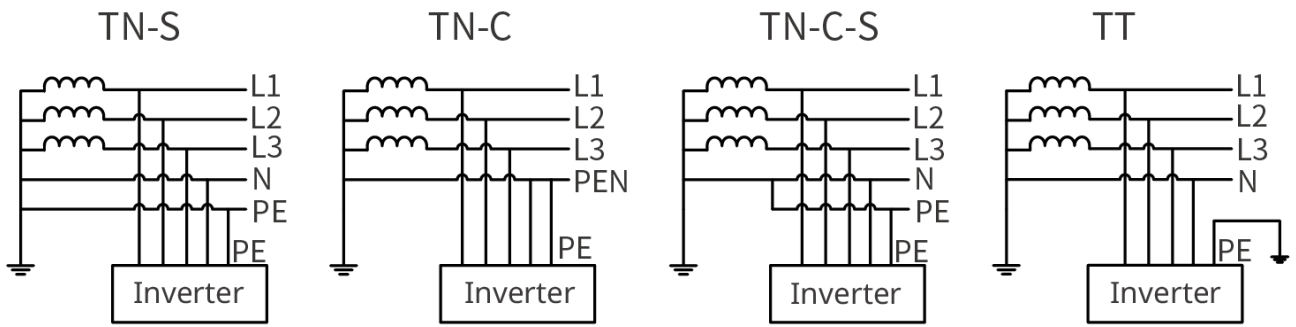 TN-S
TN-C
TN-C-S
TT
L1
L2
L3
N
PE
PE
Inverter
L1
L2
L3
PEN
PE
Inverter
L1
L2
L3
N
PE
PE
Inverter
L1
L2
L3
N
PE
Inverter